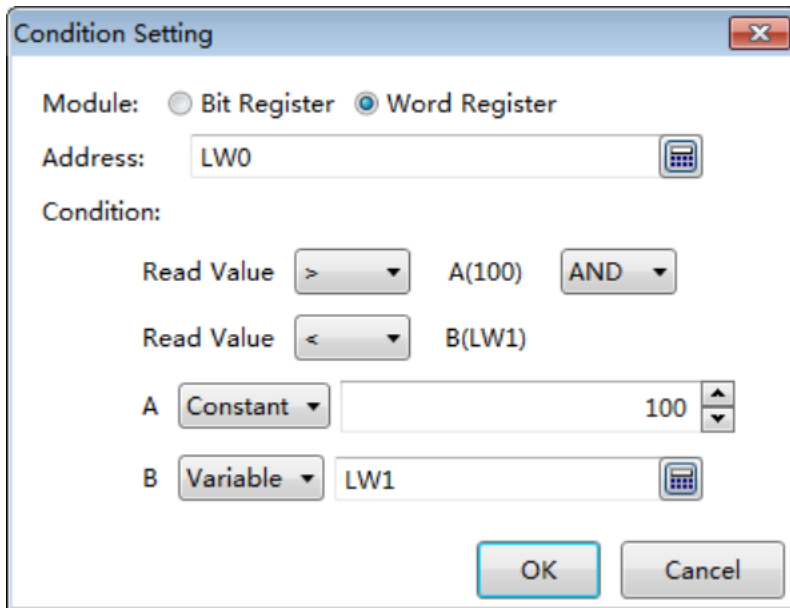 Condition Setting
Module: Bit Register Word Register
Address: LW0
Condition:
Read Value > A(100) AND
Read Value < B(LW1)
A Constant 100
B Variable LW1
OK Cancel